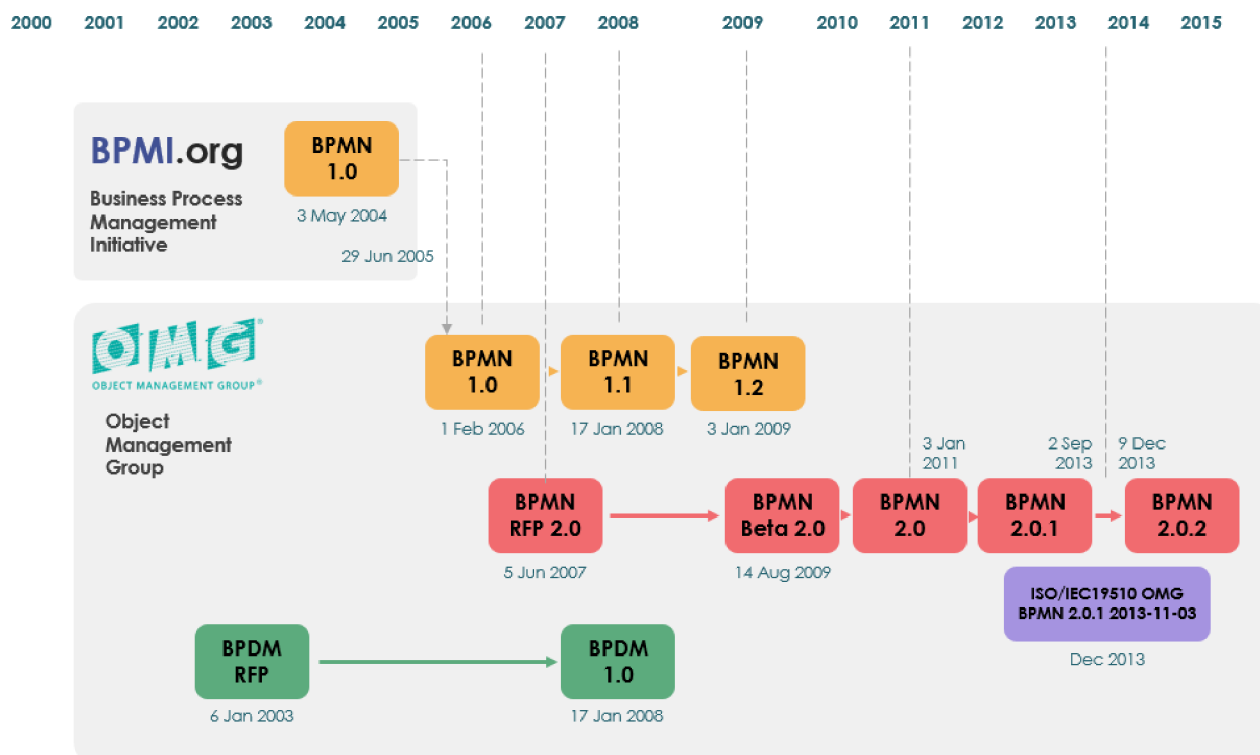 2000 2001 2002 2003 2004 2005 2006 2007 2008 2009 2010 2011 2012 2013 2014 2015
BPMI.org
Business Process
Management
Initiative
BPMN
1.0
3 May 2004
29 Jun 2005
OMG®
OBJECT MANAGEMENT GROUP®
Object
Management
Group
BPMN
1.0
1 Feb 2006
BPMN
1.1
17 Jan 2008
BPMN
1.2
3 Jan 2009
BPMN
RFP 2.0
5 Jun 2007
BPMN
Beta 2.0
14 Aug 2009
3 Jan
2011
BPMN
2.0
2 Sep
2013
BPMN
2.0.1
9 Dec
2013
BPMN
2.0.2
ISO/IEC19510 OMG
BPMN 2.0.1 2013-11-03
Dec 2013
BPDM
RFP
6 Jan 2003
BPDM
1.0
17 Jan 2008